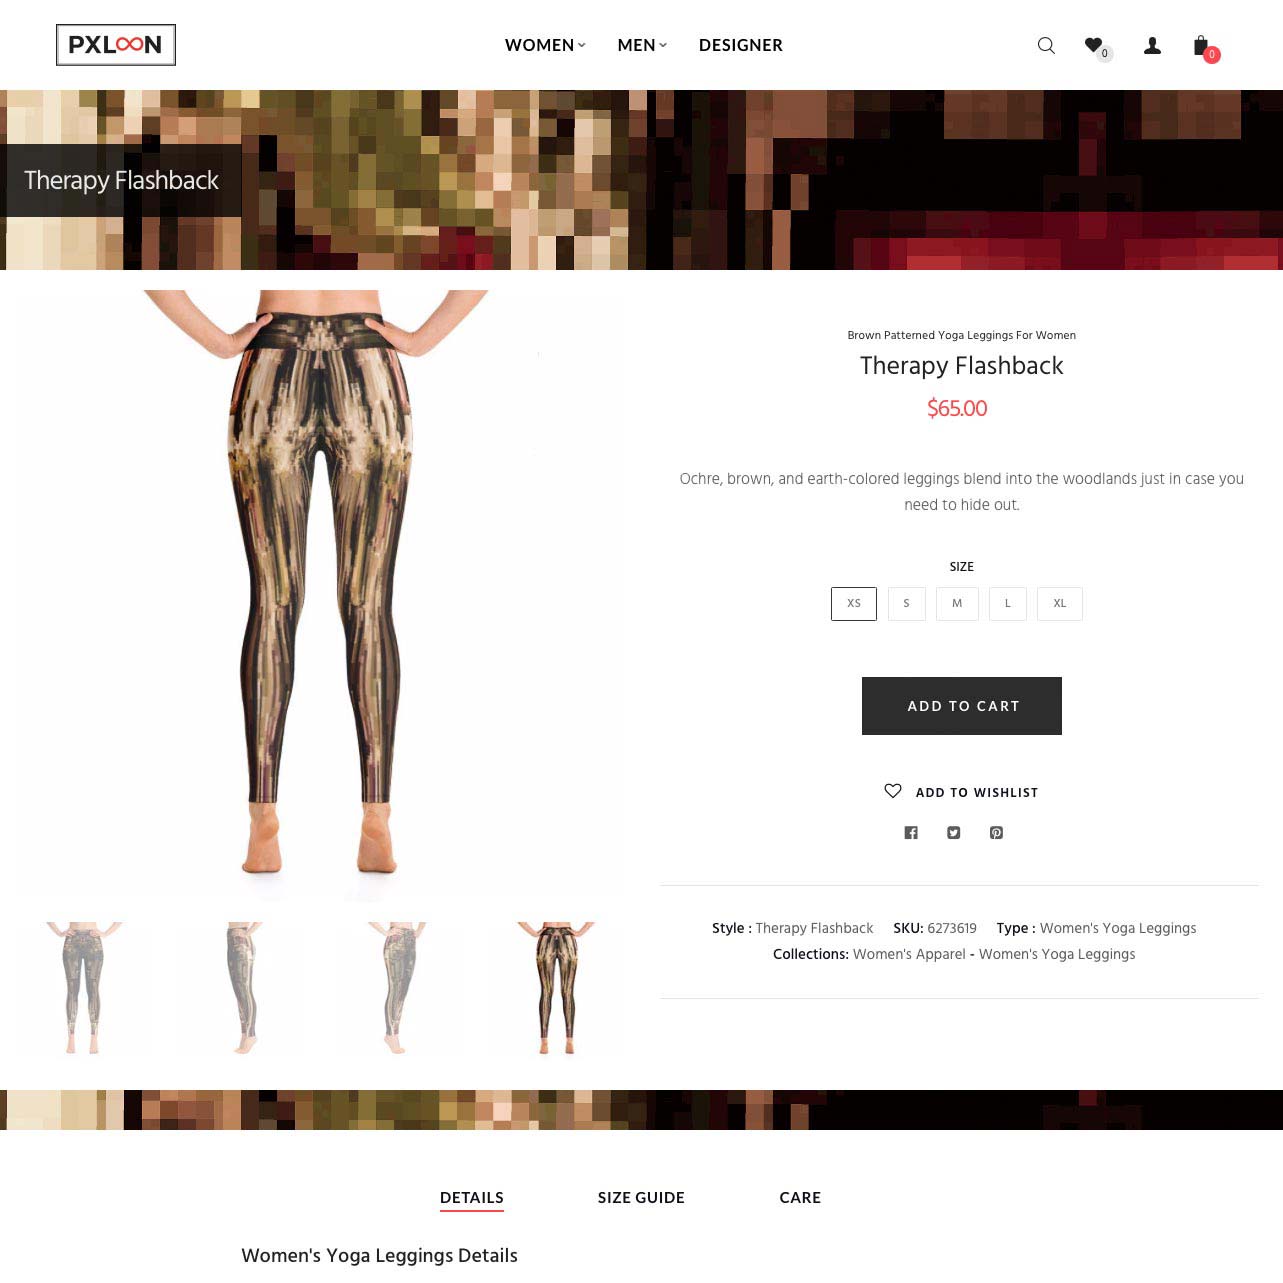 PXLOON
WOMEN MEN DESIGNER
0
0
Therapy Flashback
Brown Patterned Yoga Leggings For Women
Therapy Flashback
$65.00
Ochre, brown, and earth-colored leggings blend into the woodlands just in case you
need to hide out.
SIZE
XS S M L XL
ADD TO CART
ADD TO WISHLIST
Style : Therapy Flashback SKU: 6273619 Type : Women's Yoga Leggings
Collections: Women's Apparel - Women's Yoga Leggings
DETAILS SIZE GUIDE CARE
Women's Yoga Leggings Details